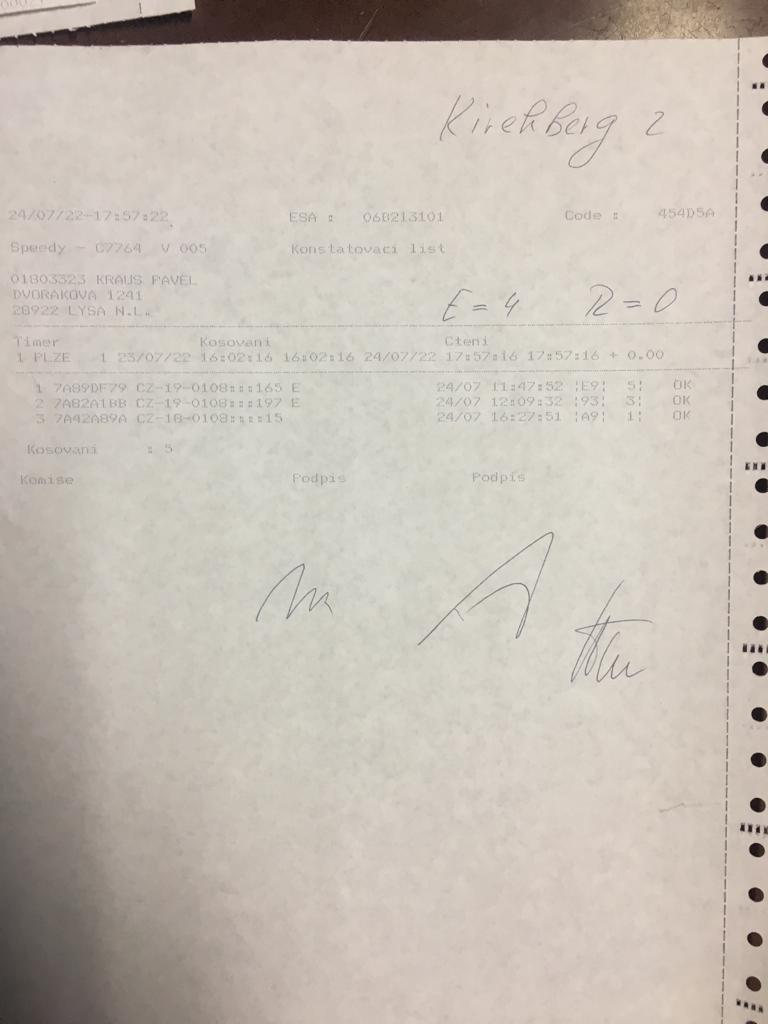 Kirchberg 2
24/07/22-17:57:22 ESA : 06B213101 Code : 454D5A
Speedy - C7764 V 005 Konstatovaci list
01803323 KRAUS PAVEL
DVORAKOVA 1241
28922 LYSA N.L. E = 4 R = 0
Timer Kosovani Cteni
1 PLZE 1 23/07/22 16:02:16 16:02:16 24/07/22 17:57:16 17:57:16 + 0.00
1 7A89DF79 CZ-19-0108::::165 E 24/07 11:47:52 ¦E9¦ 5¦ OK
2 7A82A1BB CZ-19-0108::::197 E 24/07 12:09:32 ¦93¦ 3¦ OK
3 7A42A89A CZ-18-0108:::::15 24/07 16:27:51 ¦A9¦ 1¦ OK
Kosovani : 5
Komise Podpis Podpis